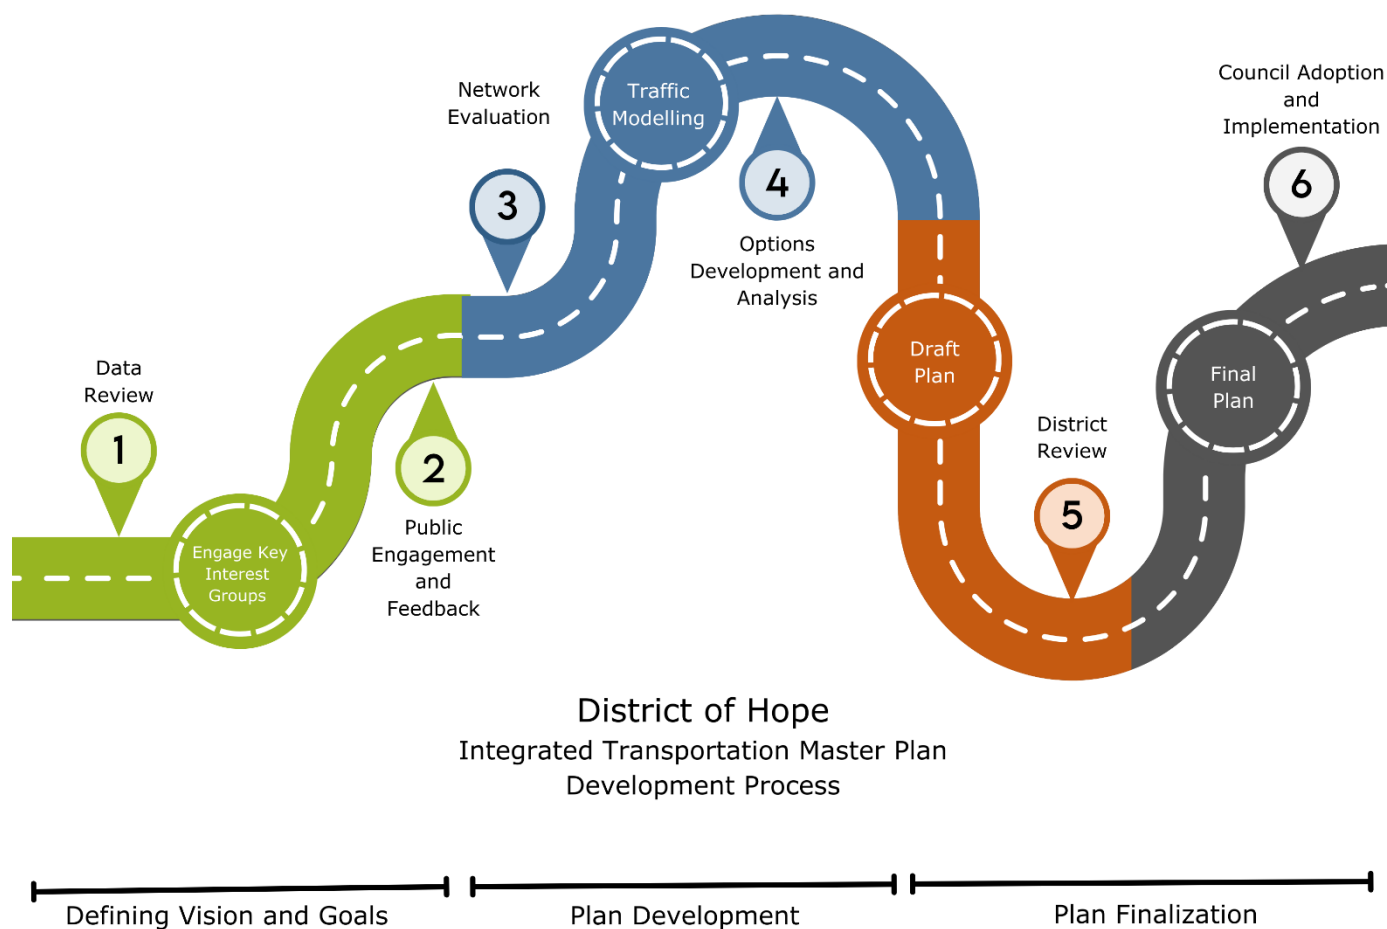 Data
Review
1
Engage Key
Interest
Groups
2
Public
Engagement
and
Feedback
Network
Evaluation
3
Traffic
Modelling
4
Options
Development and
Analysis
Draft
Plan
District
Review
5
Final
Plan
Council Adoption
and
Implementation
6
District of Hope
Integrated Transportation Master Plan
Development Process
Defining Vision and Goals
Plan Development
Plan Finalization